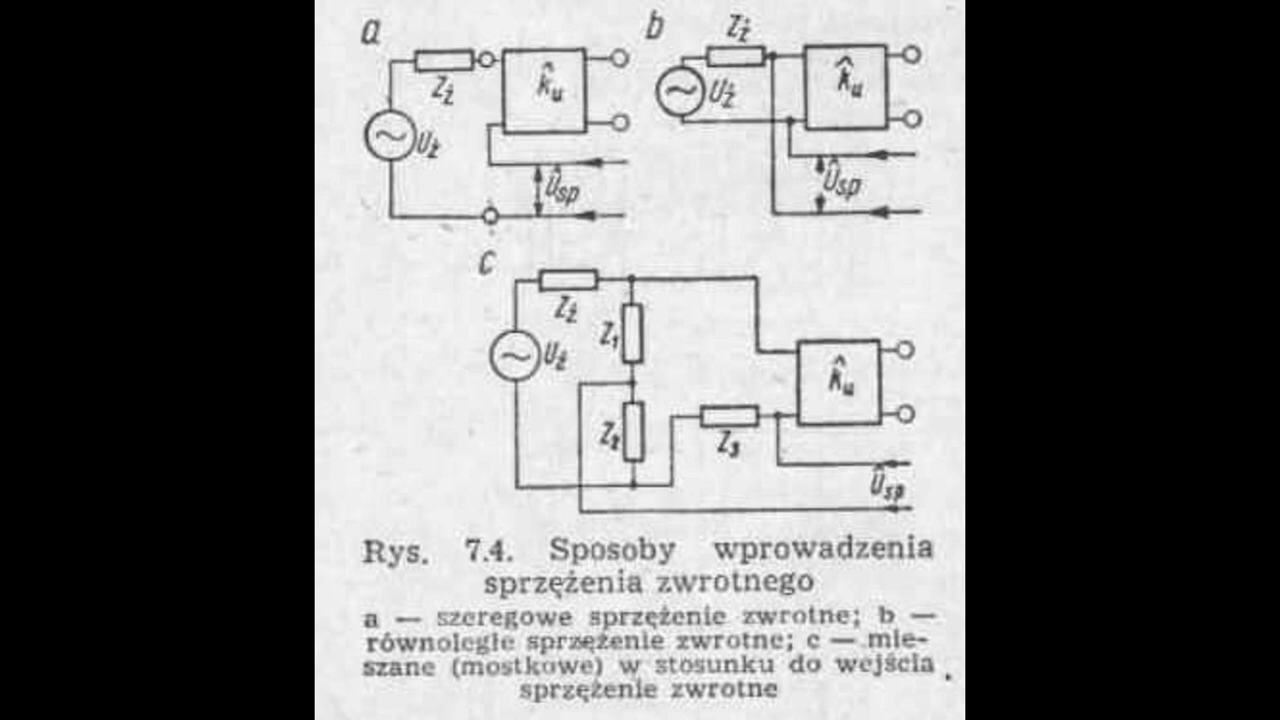 a
b
Zż
Zż
k̂u
k̂u
Uż
Uż
Ûsp
Ûsp
c
Zż
Z1
Uż
k̂u
Z2
Z3
Ûsp
Rys. 7.4. Sposoby wprowadzenia
sprzężenia zwrotnego
a — szeregowe sprzężenie zwrotne; b —
równoległe sprzężenie zwrotne; c — mie-
szane (mostkowe) w stosunku do wejścia
sprzężenie zwrotne